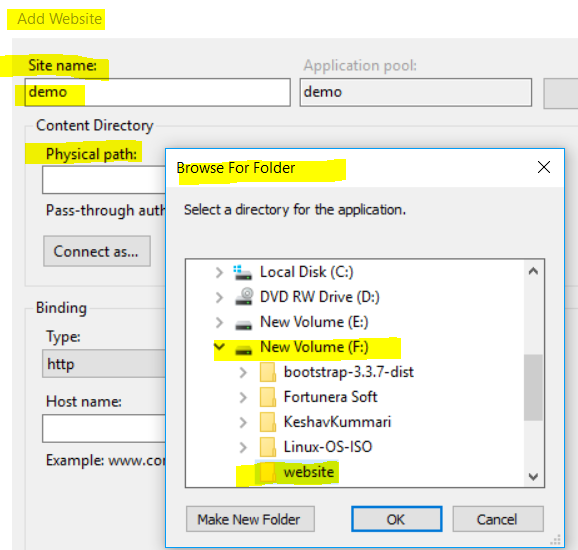 Add Website
Site name:
Application pool:
demo
demo
Content Directory
Physical path:
Pass-through auth
Connect as...
Binding
Type:
http
Host name:
Example: www.cor
Browse For Folder
Select a directory for the application.
Local Disk (C:)
DVD RW Drive (D:)
New Volume (E:)
New Volume (F:)
bootstrap-3.3.7-dist
Fortunera Soft
KeshavKummari
Linux-OS-ISO
website
Make New Folder
OK
Cancel